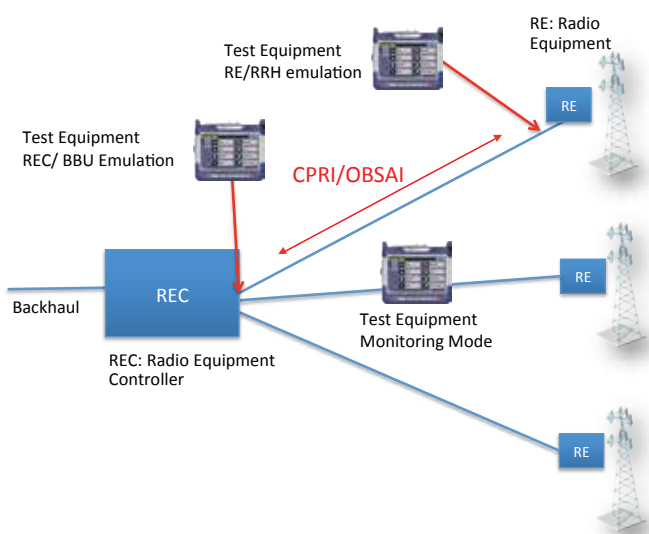 Test Equipment
RE/RRH emulation
RE: Radio
Equipment
RE
Test Equipment
REC/ BBU Emulation
CPRI/OBSAI
REC
RE
Backhaul
Test Equipment
Monitoring Mode
REC: Radio Equipment
Controller
RE